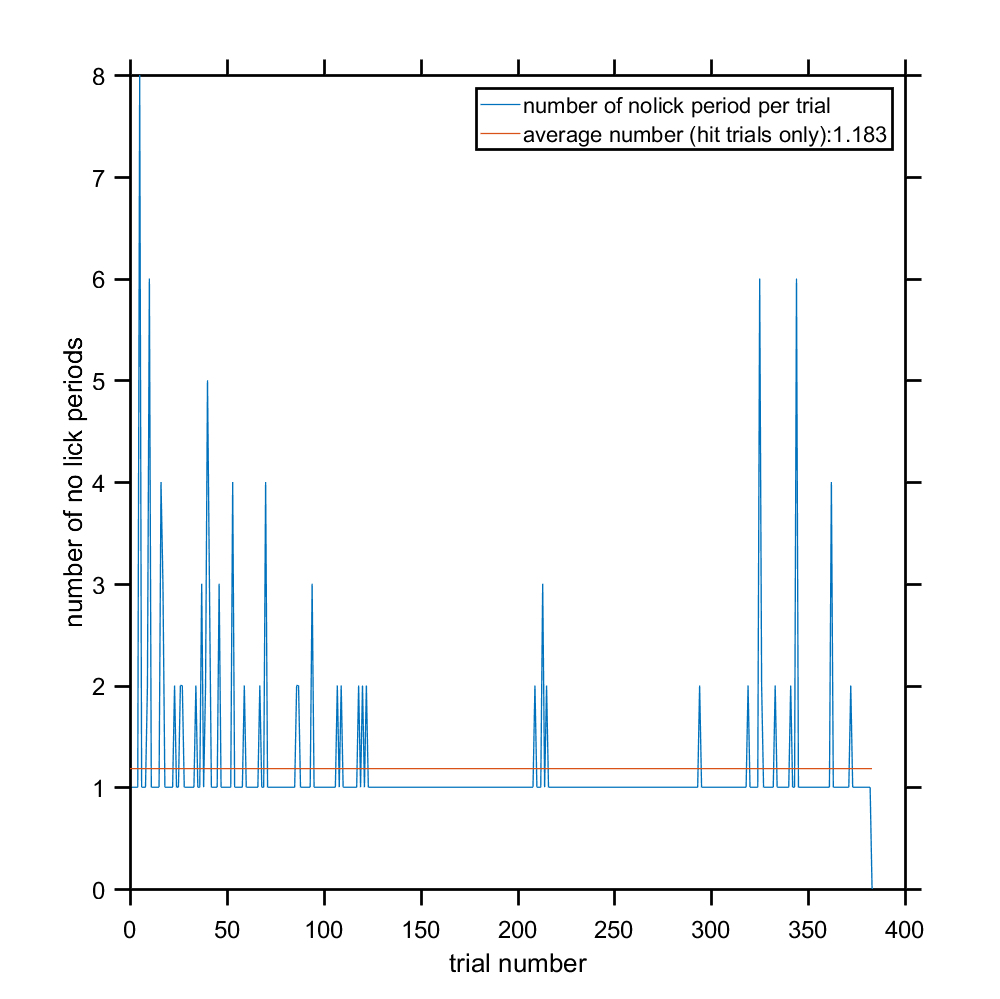 8
number of nolick period per trial
average number (hit trials only):1.183
7
6
5
4
3
2
1
0
number of no lick periods
0 50 100 150 200 250 300 350 400
trial number